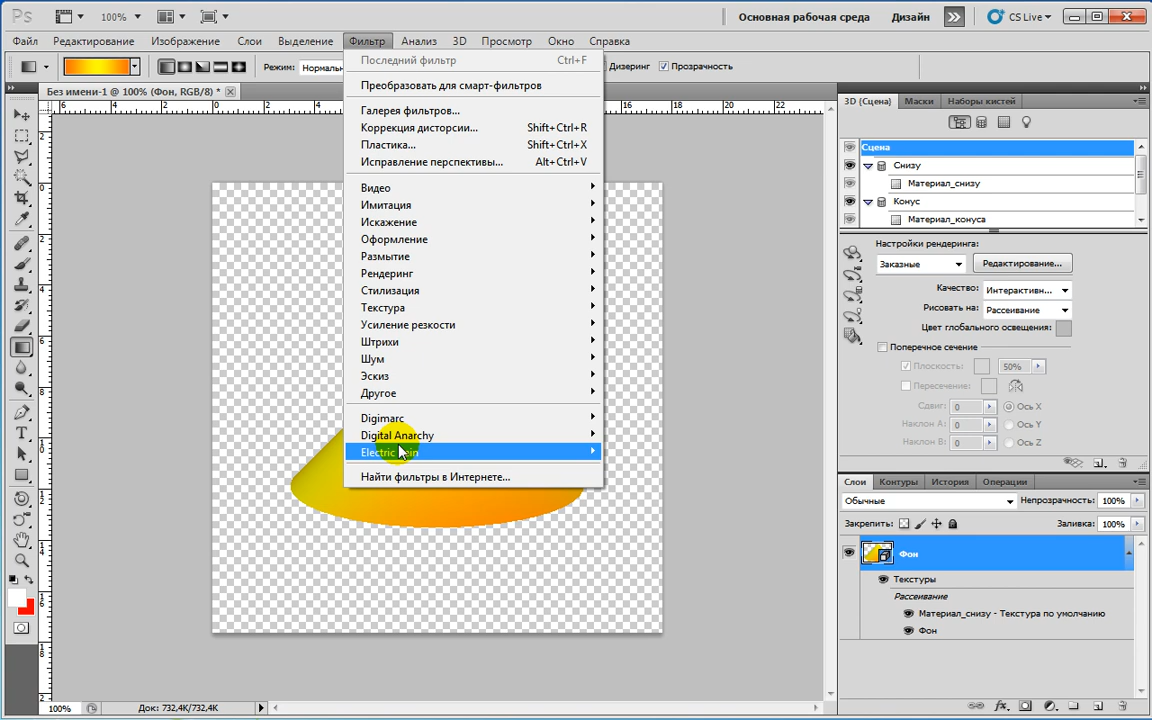 Ps 100% Основная рабочая среда Дизайн CS Live
Файл Редактирование Изображение Слои Выделение Фильтр Анализ 3D Просмотр Окно Справка
Режим: Дизеринг Прозрачность
Без имени-1 @ 100% (Фон, RGB/8) *
Последний фильтр Ctrl+F
Преобразовать для смарт-фильтров
Галерея фильтров...
Коррекция дисторсии... Shift+Ctrl+R
Пластика... Shift+Ctrl+X
Исправление перспективы... Alt+Ctrl+V
Видео
Имитация
Искажение
Оформление
Размытие
Рендеринг
Стилизация
Текстура
Усиление резкости
Штрихи
Шум
Эскиз
Другое
Digimarc
Digital Anarchy
Electric
Найти фильтры в Интернете...
3D (Сцена) Маски Наборы кистей
Сцена
Снизу
Материал_снизу
Конус
Материал_конуса
Настройки рендеринга:
Заказные Редактирование...
Качество: Интерактивн...
Рисовать на: Рассеивание
Цвет глобального освещения:
Поперечное сечение
Плоскость: 50%
Пересечение:
Сдвиг: 0 Ось X
Наклон A: 0 Ось Y
Наклон B: 0 Ось Z
Слои Контуры История Операции
Обычные Непрозрачность: 100%
Закрепить: Заливка: 100%
Фон
Текстуры
Рассеивание
Материал_снизу - Текстура по умолчанию
Фон
100% Док: 732,4K/732,4K